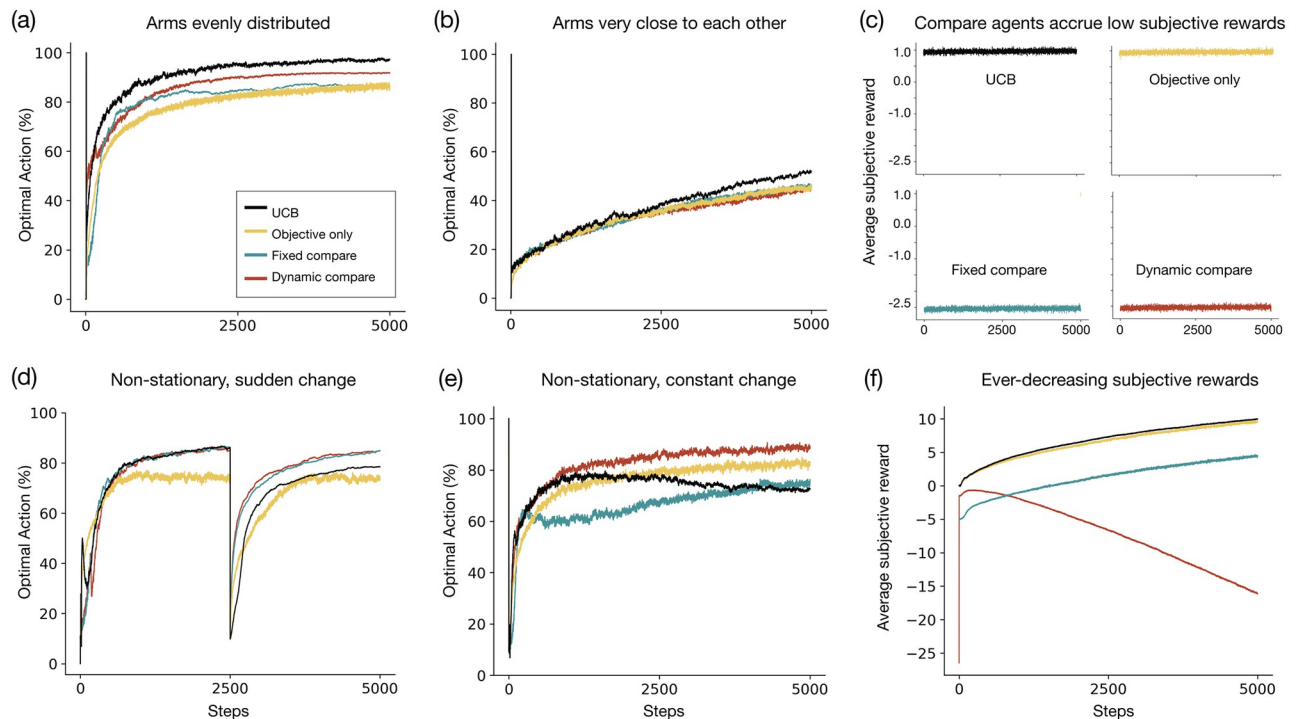 (a) Arms evenly distributed
Optimal Action (%)
100
80
60
40
20
0
0 2500 5000
UCB
Objective only
Fixed compare
Dynamic compare
(b) Arms very close to each other
Optimal Action (%)
100
80
60
40
20
0
0 2500 5000
(c) Compare agents accrue low subjective rewards
Average subjective reward
1.0
0.0
-1.0
-2.5
UCB
0 2500 5000
Objective only
0 2500 5000
1.0
0.0
-1.0
-2.5
Fixed compare
0 2500 5000
Dynamic compare
0 2500 5000
(d) Non-stationary, sudden change
Optimal Action (%)
100
80
60
40
20
0
0 2500 5000
Steps
(e) Non-stationary, constant change
Optimal Action (%)
100
80
60
40
20
0
0 2500 5000
Steps
(f) Ever-decreasing subjective rewards
Average subjective reward
10
5
0
−5
−10
−15
−20
−25
0 2500 5000
Steps